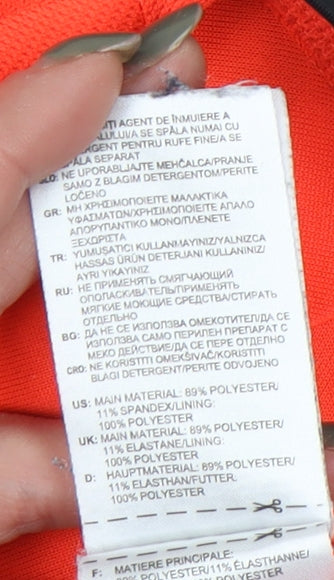 AGENT DE ÎNMUIERE A
SE SPĂLA NUMAI CU
PENTRU RUFE FINE/A SE
SPĂLA SEPARAT
SLO: NE UPORABLJAJTE MEHČALCA/PRANJE
SAMO Z BLAGIM DETERGENTOM/PERITE
LOČENO
GR: ΜΗ ΧΡΗΣΙΜΟΠΟΙΕΙΤΕ ΜΑΛΑΚΤΙΚΑ
ΥΦΑΣΜΑΤΩΝ/ΧΡΗΣΙΜΟΠΟΙΕΙΤΕ ΑΠΑΛΟ
ΑΠΟΡΥΠΑΝΤΙΚΟ ΜΟΝΟ/ΠΛΕΝΕΤΕ
ΞΕΧΩΡΙΣΤΑ
TR: YUMUŞATICI KULLANMAYINIZ/YALNIZCA
HASSAS ÜRÜN DETERJANI KULLANINIZ/
AYRI YIKAYINIZ
RU: НЕ ПРИМЕНЯТЬ СМЯГЧАЮЩИЙ
ОПОЛАСКИВАТЕЛЬ/ПРИМЕНЯТЬ
МЯГКИЕ МОЮЩИЕ СРЕДСТВА/СТИРАТЬ
ОТДЕЛЬНО
BG: ДА НЕ СЕ ИЗПОЛЗВА ОМЕКОТИТЕЛ/ДА СЕ
ИЗПОЛЗВА САМО ПЕРИЛЕН ПРЕПАРАТ С
МЕКО ДЕЙСТВИЕ/ДА СЕ ПЕРЕ ОТДЕЛНО
CRO: NE KORISTITI OMEKŠIVAČ/KORISTITI
BLAGI DETERGENT/PERITE ODVOJENO
US: MAIN MATERIAL: 89% POLYESTER/
11% SPANDEX/LINING:
100% POLYESTER
UK: MAIN MATERIAL: 89% POLYESTER/
11% ELASTANE/LINING:
100% POLYESTER
D: HAUPTMATERIAL: 89% POLYESTER/
11% ELASTHAN/FUTTER:
100% POLYESTER
F: MATIERE PRINCIPALE:
89% POLYESTER/11% ÉLASTHANNE/